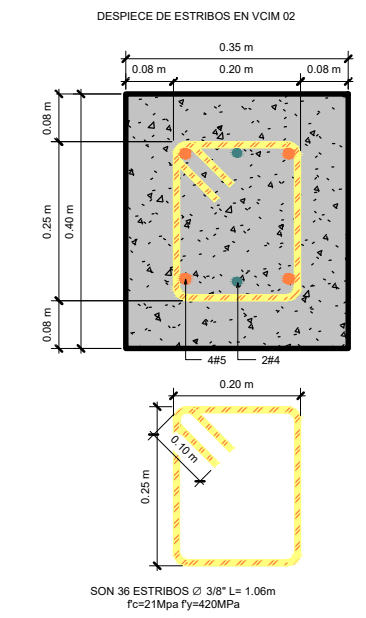 DESPIECE DE ESTRIBOS EN VCIM 02
0.35 m
0.08 m
0.20 m
0.08 m
0.08 m
0.25 m
0.40 m
0.08 m
4#5
2#4
0.20 m
0.10 m
0.25 m
SON 36 ESTRIBOS ∅ 3/8" L= 1.06m
f'c=21Mpa f'y=420MPa